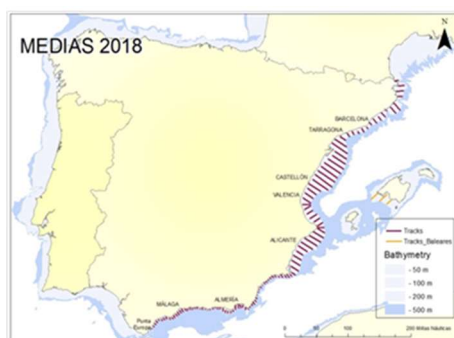 MEDIAS 2018
N
BARCELONA
TARRAGONA
CASTELLÓN
VALENCIA
ALICANTE
ALMERÍA
MÁLAGA
Punta
Europa
Tracks
Tracks_Baleares
Bathymetry
- 50 m
- 100 m
- 200 m
- 500 m
0 50 100 200 Millas Náuticas